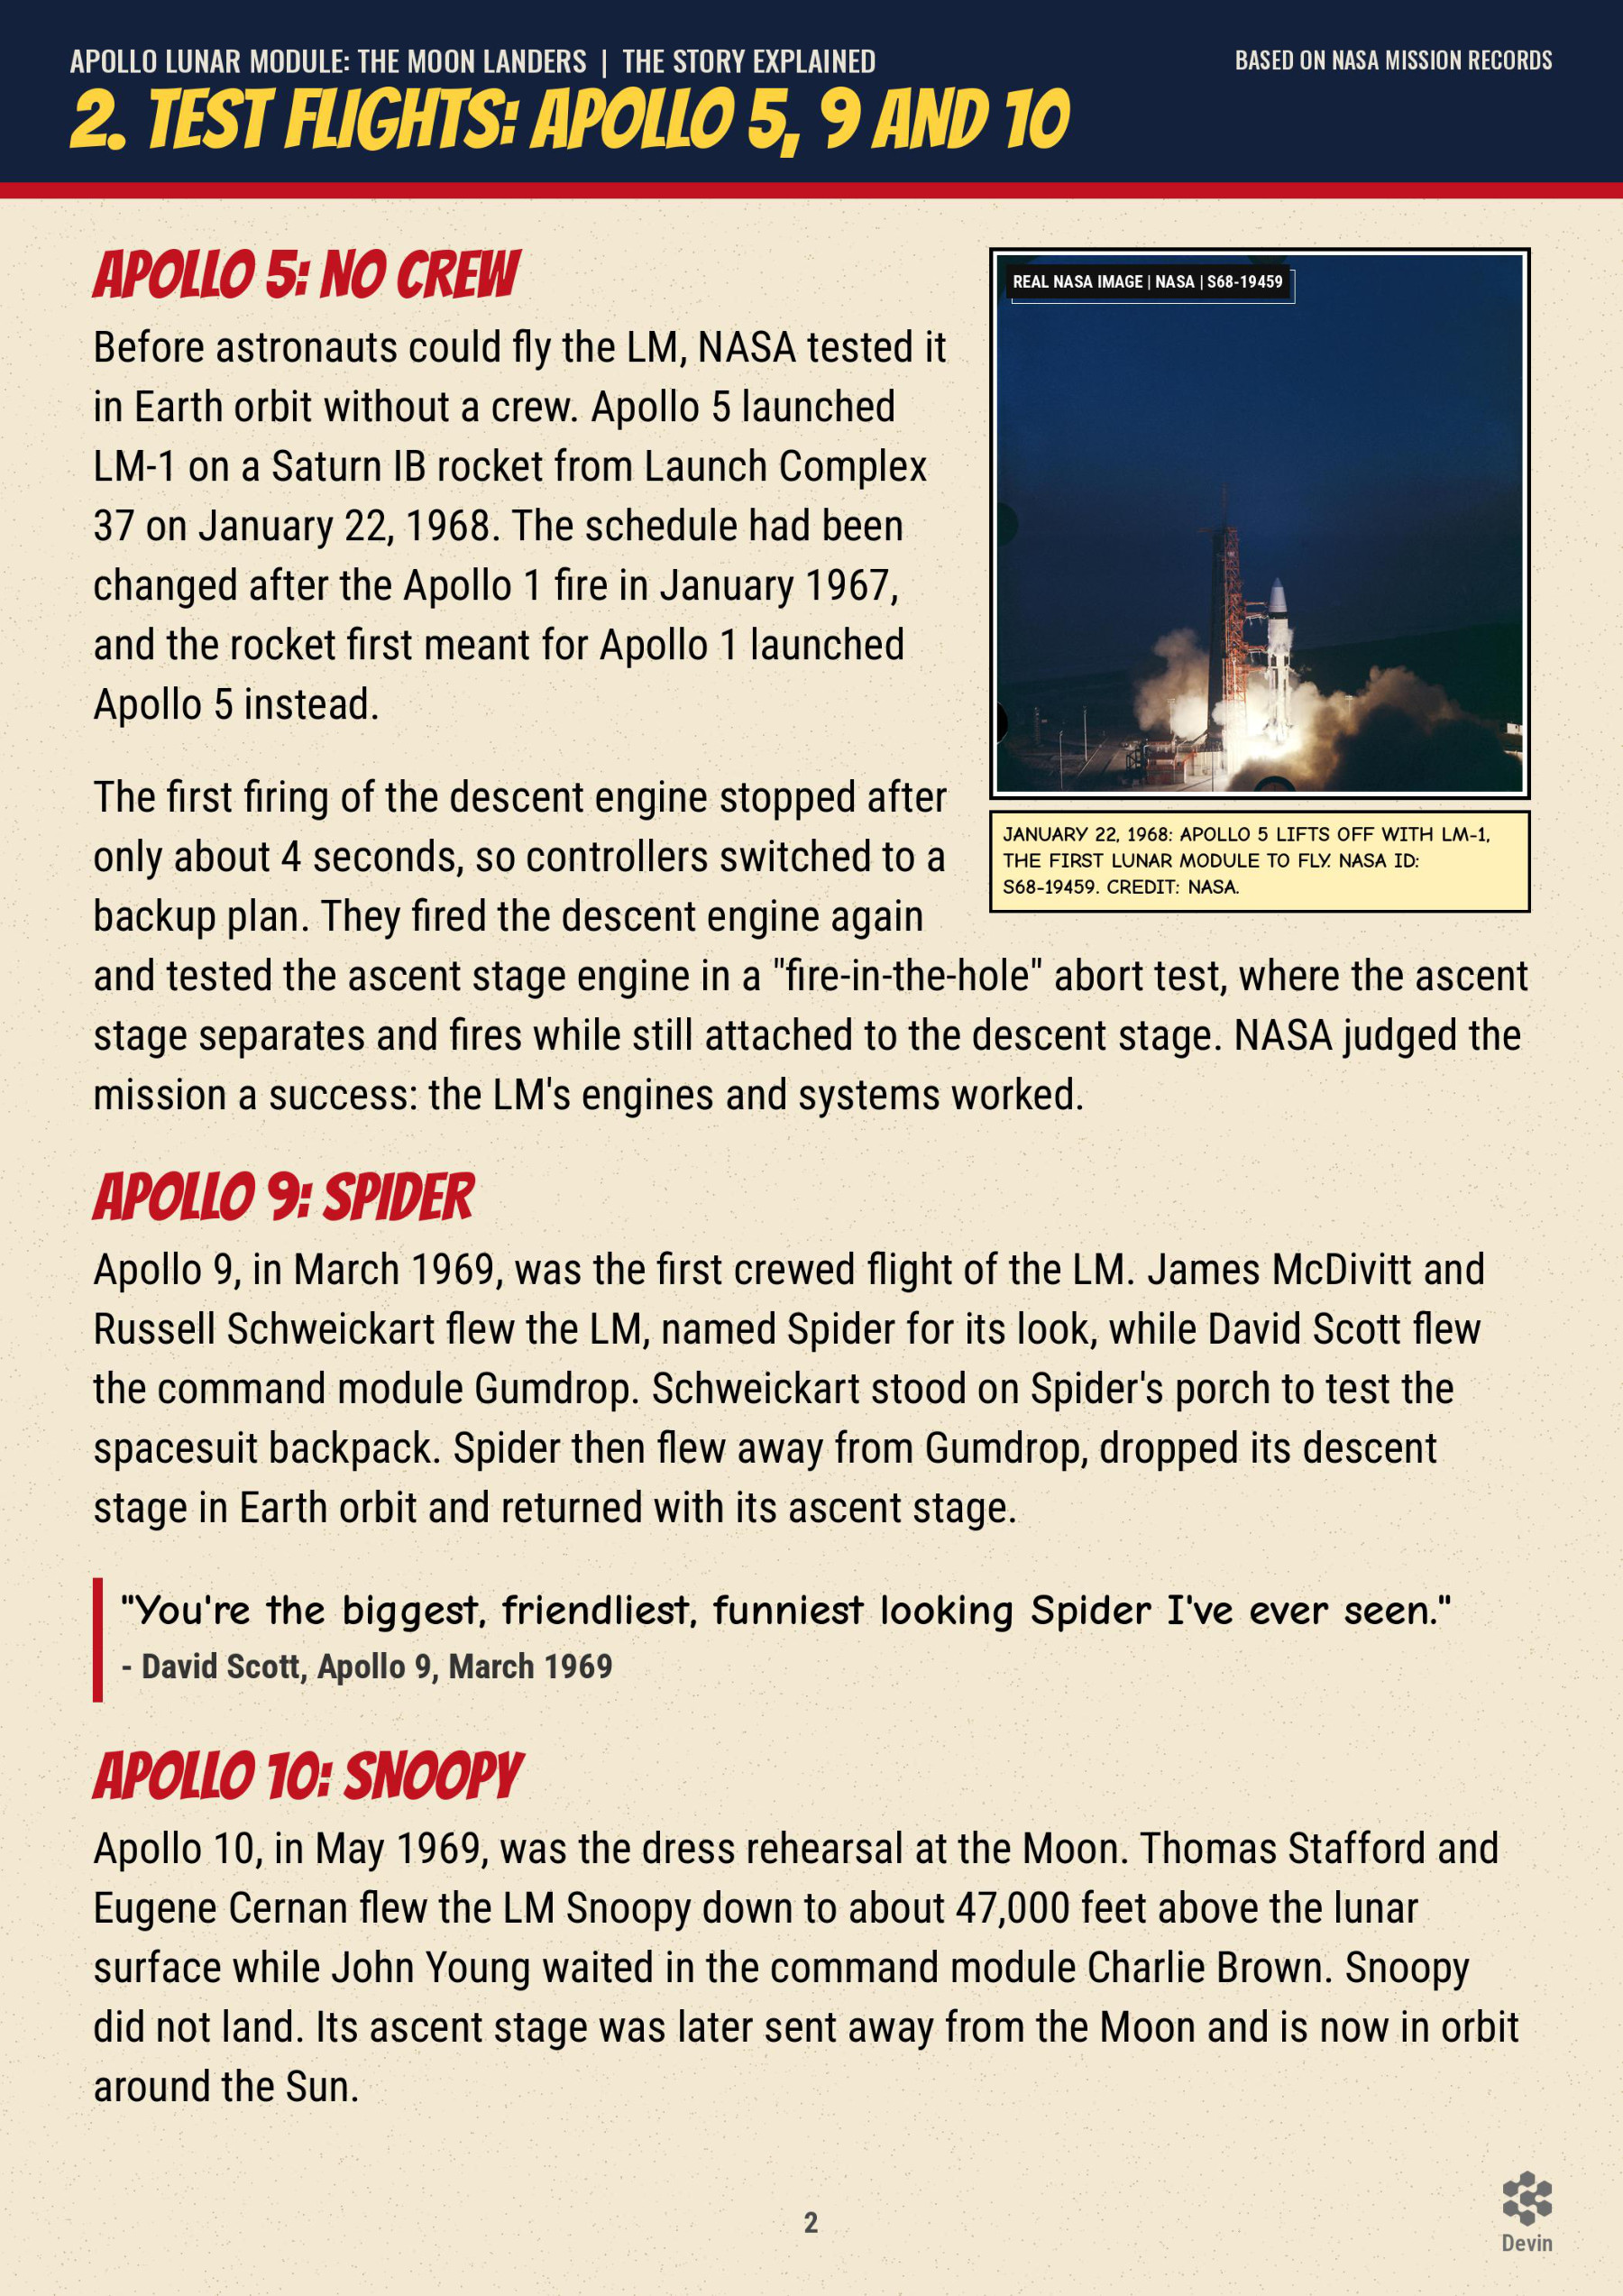 APOLLO LUNAR MODULE: THE MOON LANDERS | THE STORY EXPLAINED
BASED ON NASA MISSION RECORDS
2. TEST FLIGHTS: APOLLO 5, 9 AND 10
APOLLO 5: NO CREW
Before astronauts could fly the LM, NASA tested it
in Earth orbit without a crew. Apollo 5 launched
LM-1 on a Saturn IB rocket from Launch Complex
37 on January 22, 1968. The schedule had been
changed after the Apollo 1 fire in January 1967,
and the rocket first meant for Apollo 1 launched
Apollo 5 instead.
REAL NASA IMAGE | NASA | S68-19459
JANUARY 22, 1968: APOLLO 5 LIFTS OFF WITH LM-1,
THE FIRST LUNAR MODULE TO FLY. NASA ID:
S68-19459. CREDIT: NASA.
The first firing of the descent engine stopped after
only about 4 seconds, so controllers switched to a
backup plan. They fired the descent engine again
and tested the ascent stage engine in a "fire-in-the-hole" abort test, where the ascent
stage separates and fires while still attached to the descent stage. NASA judged the
mission a success: the LM's engines and systems worked.
APOLLO 9: SPIDER
Apollo 9, in March 1969, was the first crewed flight of the LM. James McDivitt and
Russell Schweickart flew the LM, named Spider for its look, while David Scott flew
the command module Gumdrop. Schweickart stood on Spider's porch to test the
spacesuit backpack. Spider then flew away from Gumdrop, dropped its descent
stage in Earth orbit and returned with its ascent stage.
"You're the biggest, friendliest, funniest looking Spider I've ever seen."
- David Scott, Apollo 9, March 1969
APOLLO 10: SNOOPY
Apollo 10, in May 1969, was the dress rehearsal at the Moon. Thomas Stafford and
Eugene Cernan flew the LM Snoopy down to about 47,000 feet above the lunar
surface while John Young waited in the command module Charlie Brown. Snoopy
did not land. Its ascent stage was later sent away from the Moon and is now in orbit
around the Sun.
2
Devin